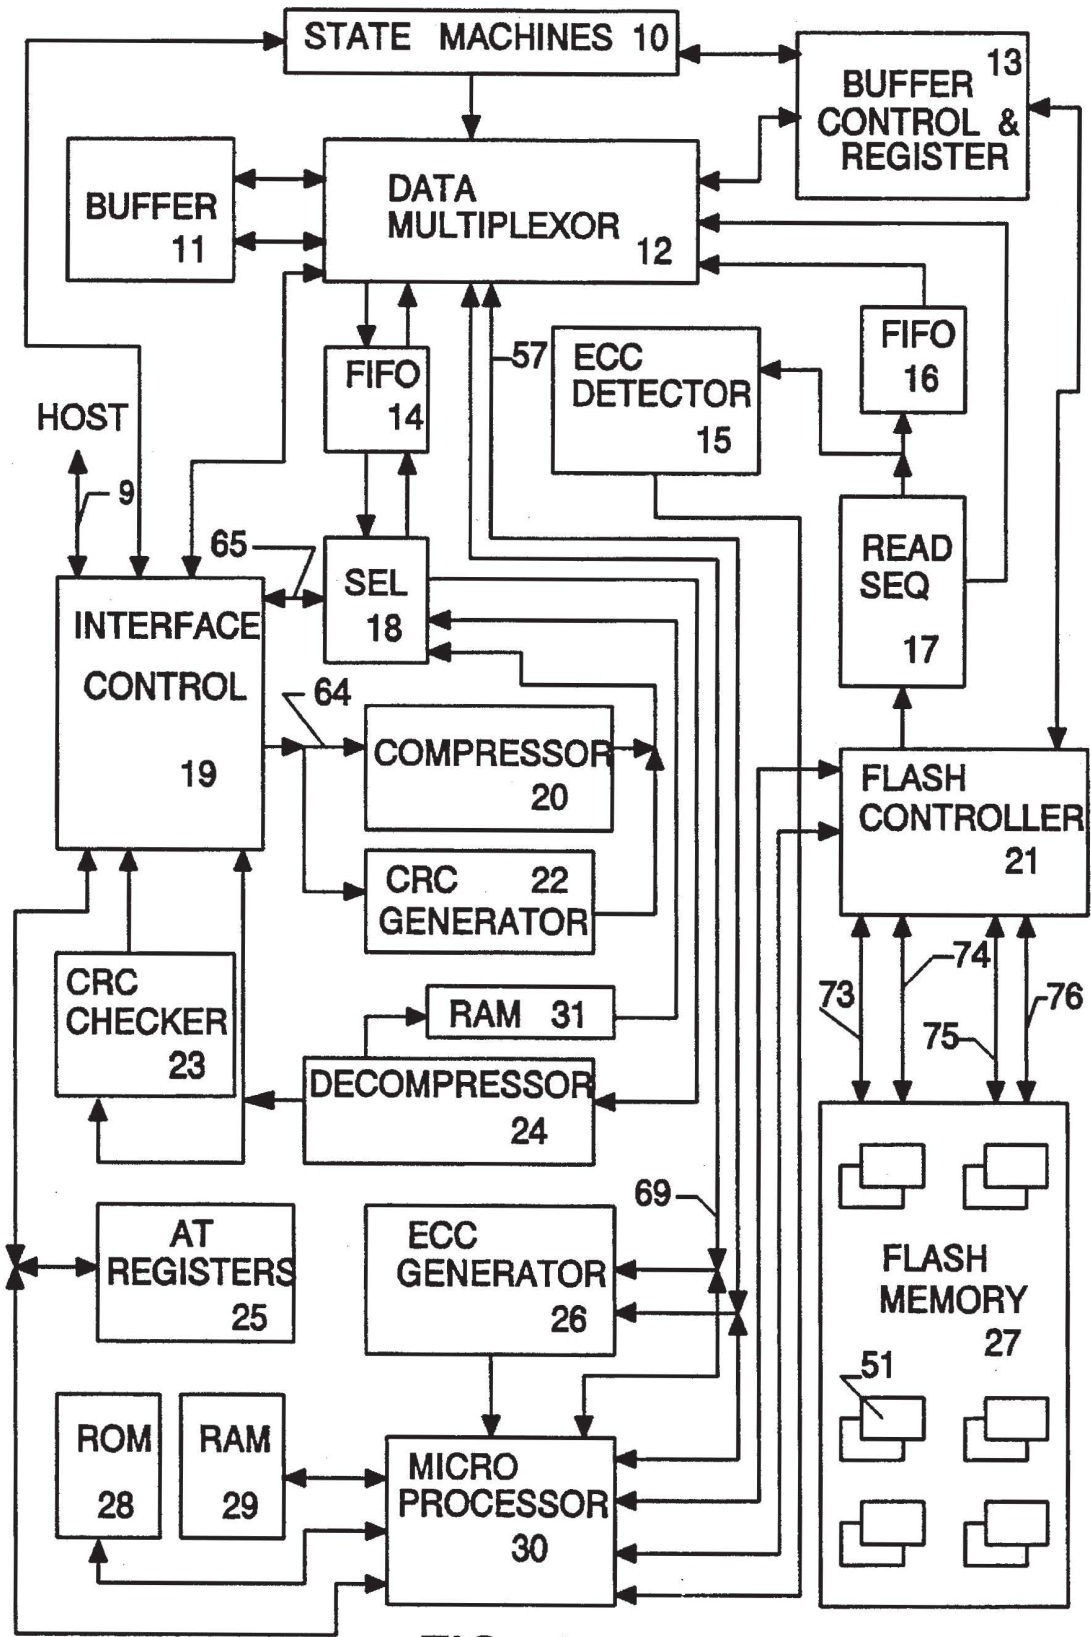 STATE MACHINES 10
13
BUFFER
CONTROL &
REGISTER
BUFFER
11
DATA
MULTIPLEXOR
12
FIFO
14
57
ECC
DETECTOR
15
FIFO
16
HOST
9
65
SEL
18
READ
SEQ
17
INTERFACE
CONTROL
19
64
COMPRESSOR
20
CRC 22
GENERATOR
FLASH
CONTROLLER
21
CRC
CHECKER
23
RAM 31
DECOMPRESSOR
24
73
74
75
76
69
AT
REGISTERS
25
ECC
GENERATOR
26
FLASH
MEMORY
27
51
ROM
28
RAM
29
MICRO
PROCESSOR
30